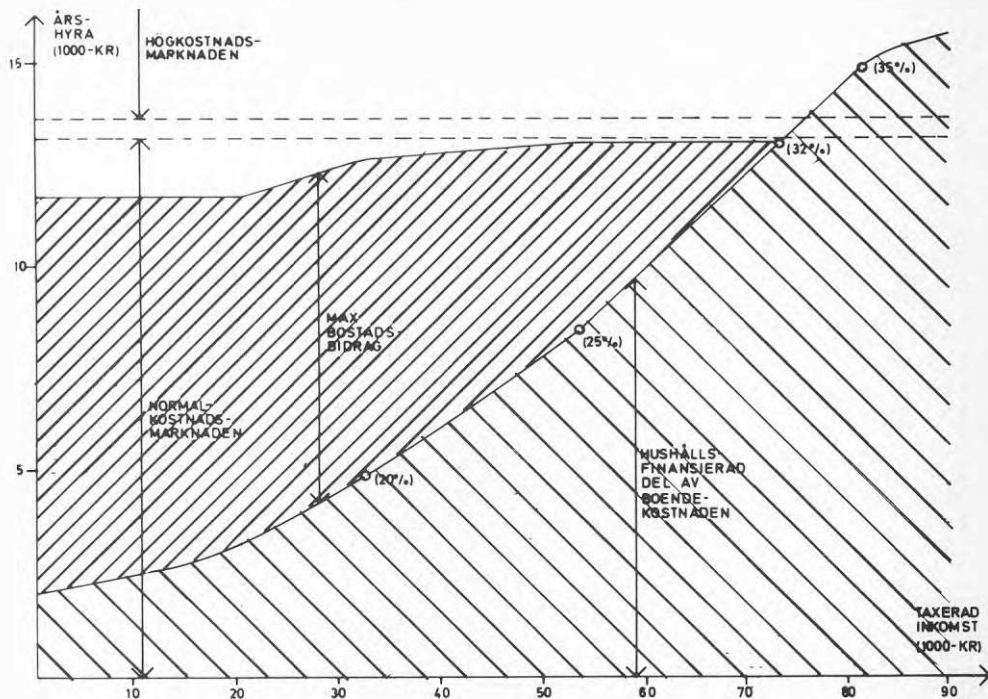 ÅRS-
HYRA
(1000-KR)
HÖGKOSTNADS-
MARKNADEN
15
(35%)
(32%)
10
MAX
BOSTADS-
BIDRAG
(25%)
NORMAL-
KOSTNADS-
MARKNADEN
5
(20%)
HUSHÅLLS-
FINANSIERAD
DEL AV
BOENDE-
KOSTNADEN
TAXERAD
INKOMST
(1000-KR)
10 20 30 40 50 60 70 80 90